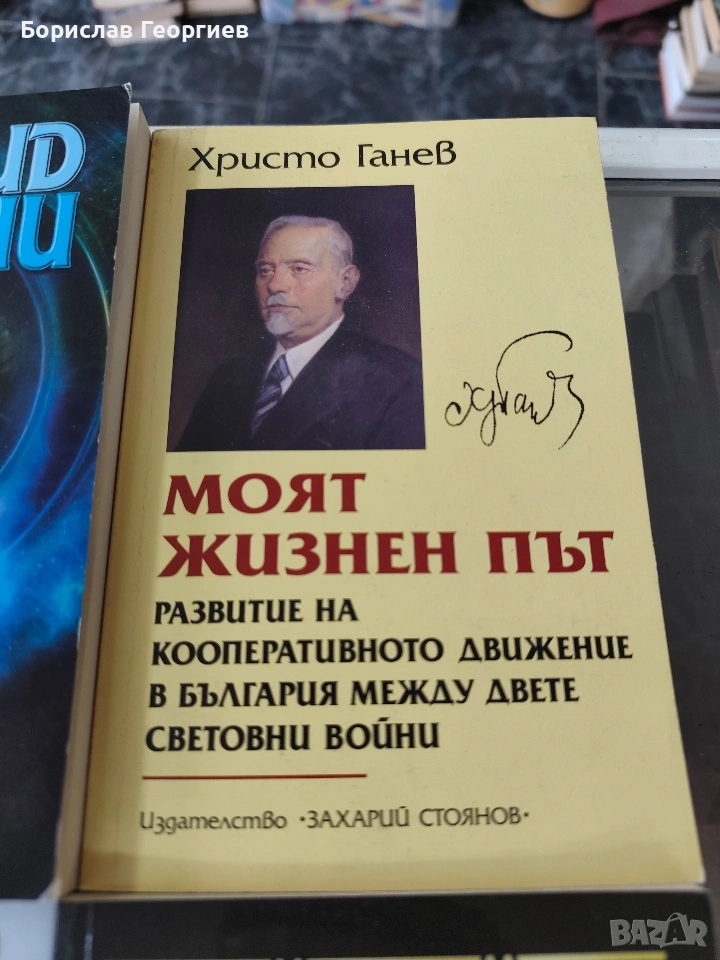 Борислав Георгиев
Христо Ганев
МОЯТ
ЖИЗНЕН ПЪТ
РАЗВИТИЕ НА
КООПЕРАТИВНОТО ДВИЖЕНИЕ
В БЪЛГАРИЯ МЕЖДУ ДВЕТЕ
СВЕТОВНИ ВОЙНИ
Издателство •ЗАХАРИЙ СТОЯНОВ•
BAZAR